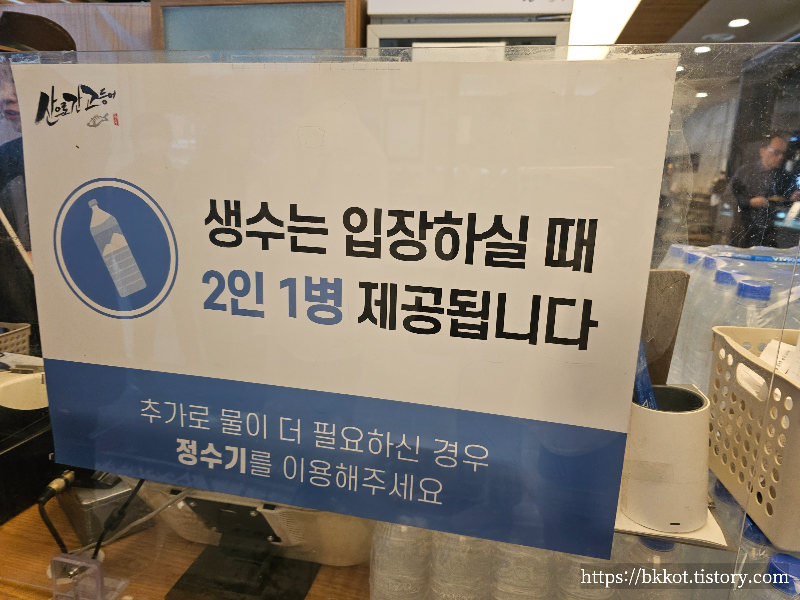 산으로간고등어
생수는 입장하실 때
2인 1병 제공됩니다
추가로 물이 더 필요하신 경우
정수기를 이용해주세요
https://bkkot.tistory.com